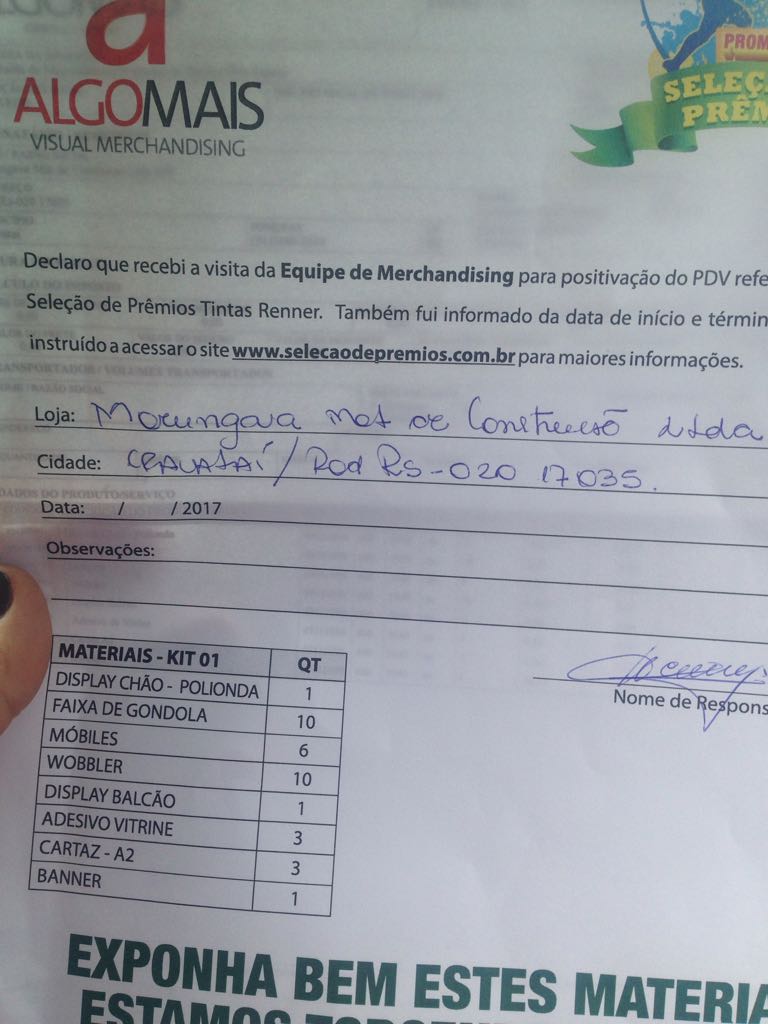 a
ALGOMAIS
VISUAL MERCHANDISING
PROM
SELEÇ
PRÊM
Declaro que recebi a visita da Equipe de Merchandising para positivação do PDV refe
Seleção de Prêmios Tintas Renner. Também fui informado da data de início e términ
instruído a acessar o site www.selecaodepremios.com.br para maiores informações.
Loja: Morungava mat de Construcao Ltda
Cidade: GRAVATAÍ / Rod RS-020 17035.
Data: / / 2017
Observações:
Nome de Respons
MATERIAIS - KIT 01 QT
DISPLAY CHÃO - POLIONDA 1
FAIXA DE GONDOLA 10
MÓBILES 6
WOBBLER 10
DISPLAY BALCÃO 1
ADESIVO VITRINE 3
CARTAZ - A2 3
BANNER 1
EXPONHA BEM ESTES MATERIA